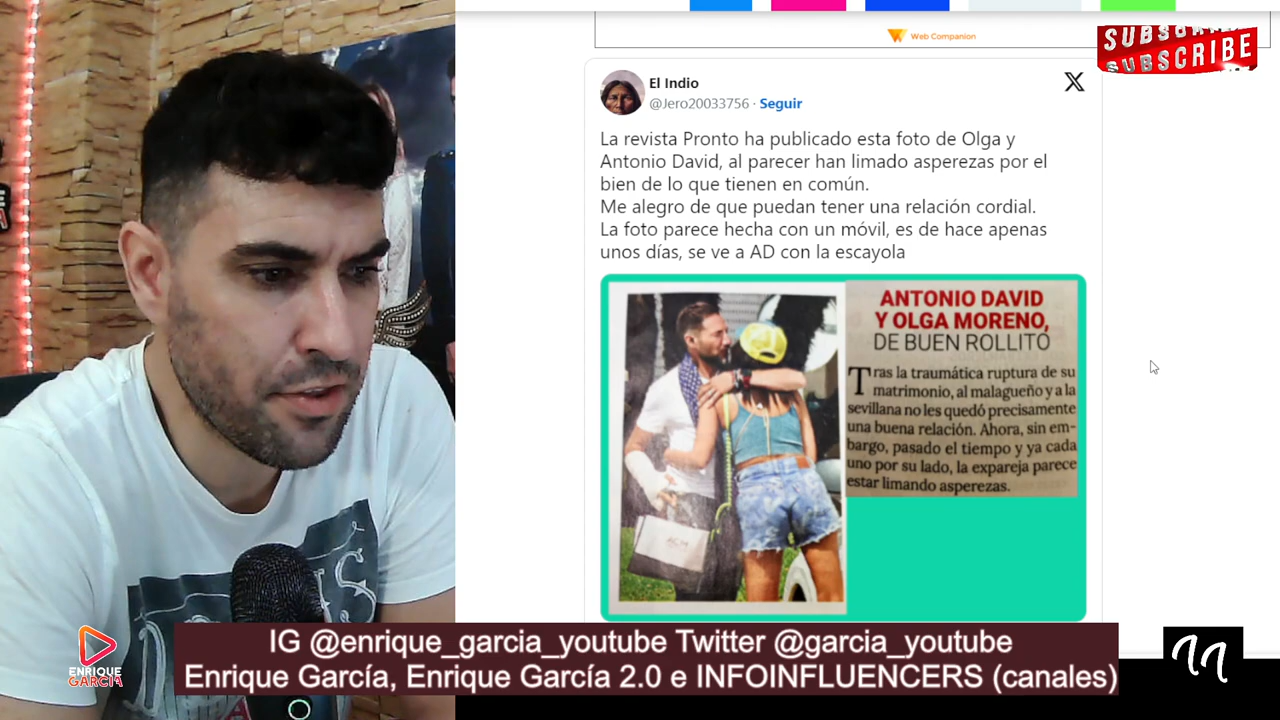 Web Companion
SUBSCRIBE
SUBSCRIBE
El Indio
@Jero20033756 · Seguir
La revista Pronto ha publicado esta foto de Olga y
Antonio David, al parecer han limado asperezas por el
bien de lo que tienen en común.
Me alegro de que puedan tener una relación cordial.
La foto parece hecha con un móvil, es de hace apenas
unos días, se ve a AD con la escayola
ANTONIO DAVID
Y OLGA MORENO,
DE BUEN ROLLITO
Tras la traumática ruptura de su
matrimonio, al malagueño y a la
sevillana no les quedó precisamente
una buena relación. Ahora, sin em-
bargo, pasado el tiempo y ya cada
uno por su lado, la expareja parece
estar limando asperezas.
IG @enrique_garcia_youtube Twitter @garcia_youtube
Enrique García, Enrique García 2.0 e INFOINFLUENCERS (canales)
ENRIQUE
GARCÍA